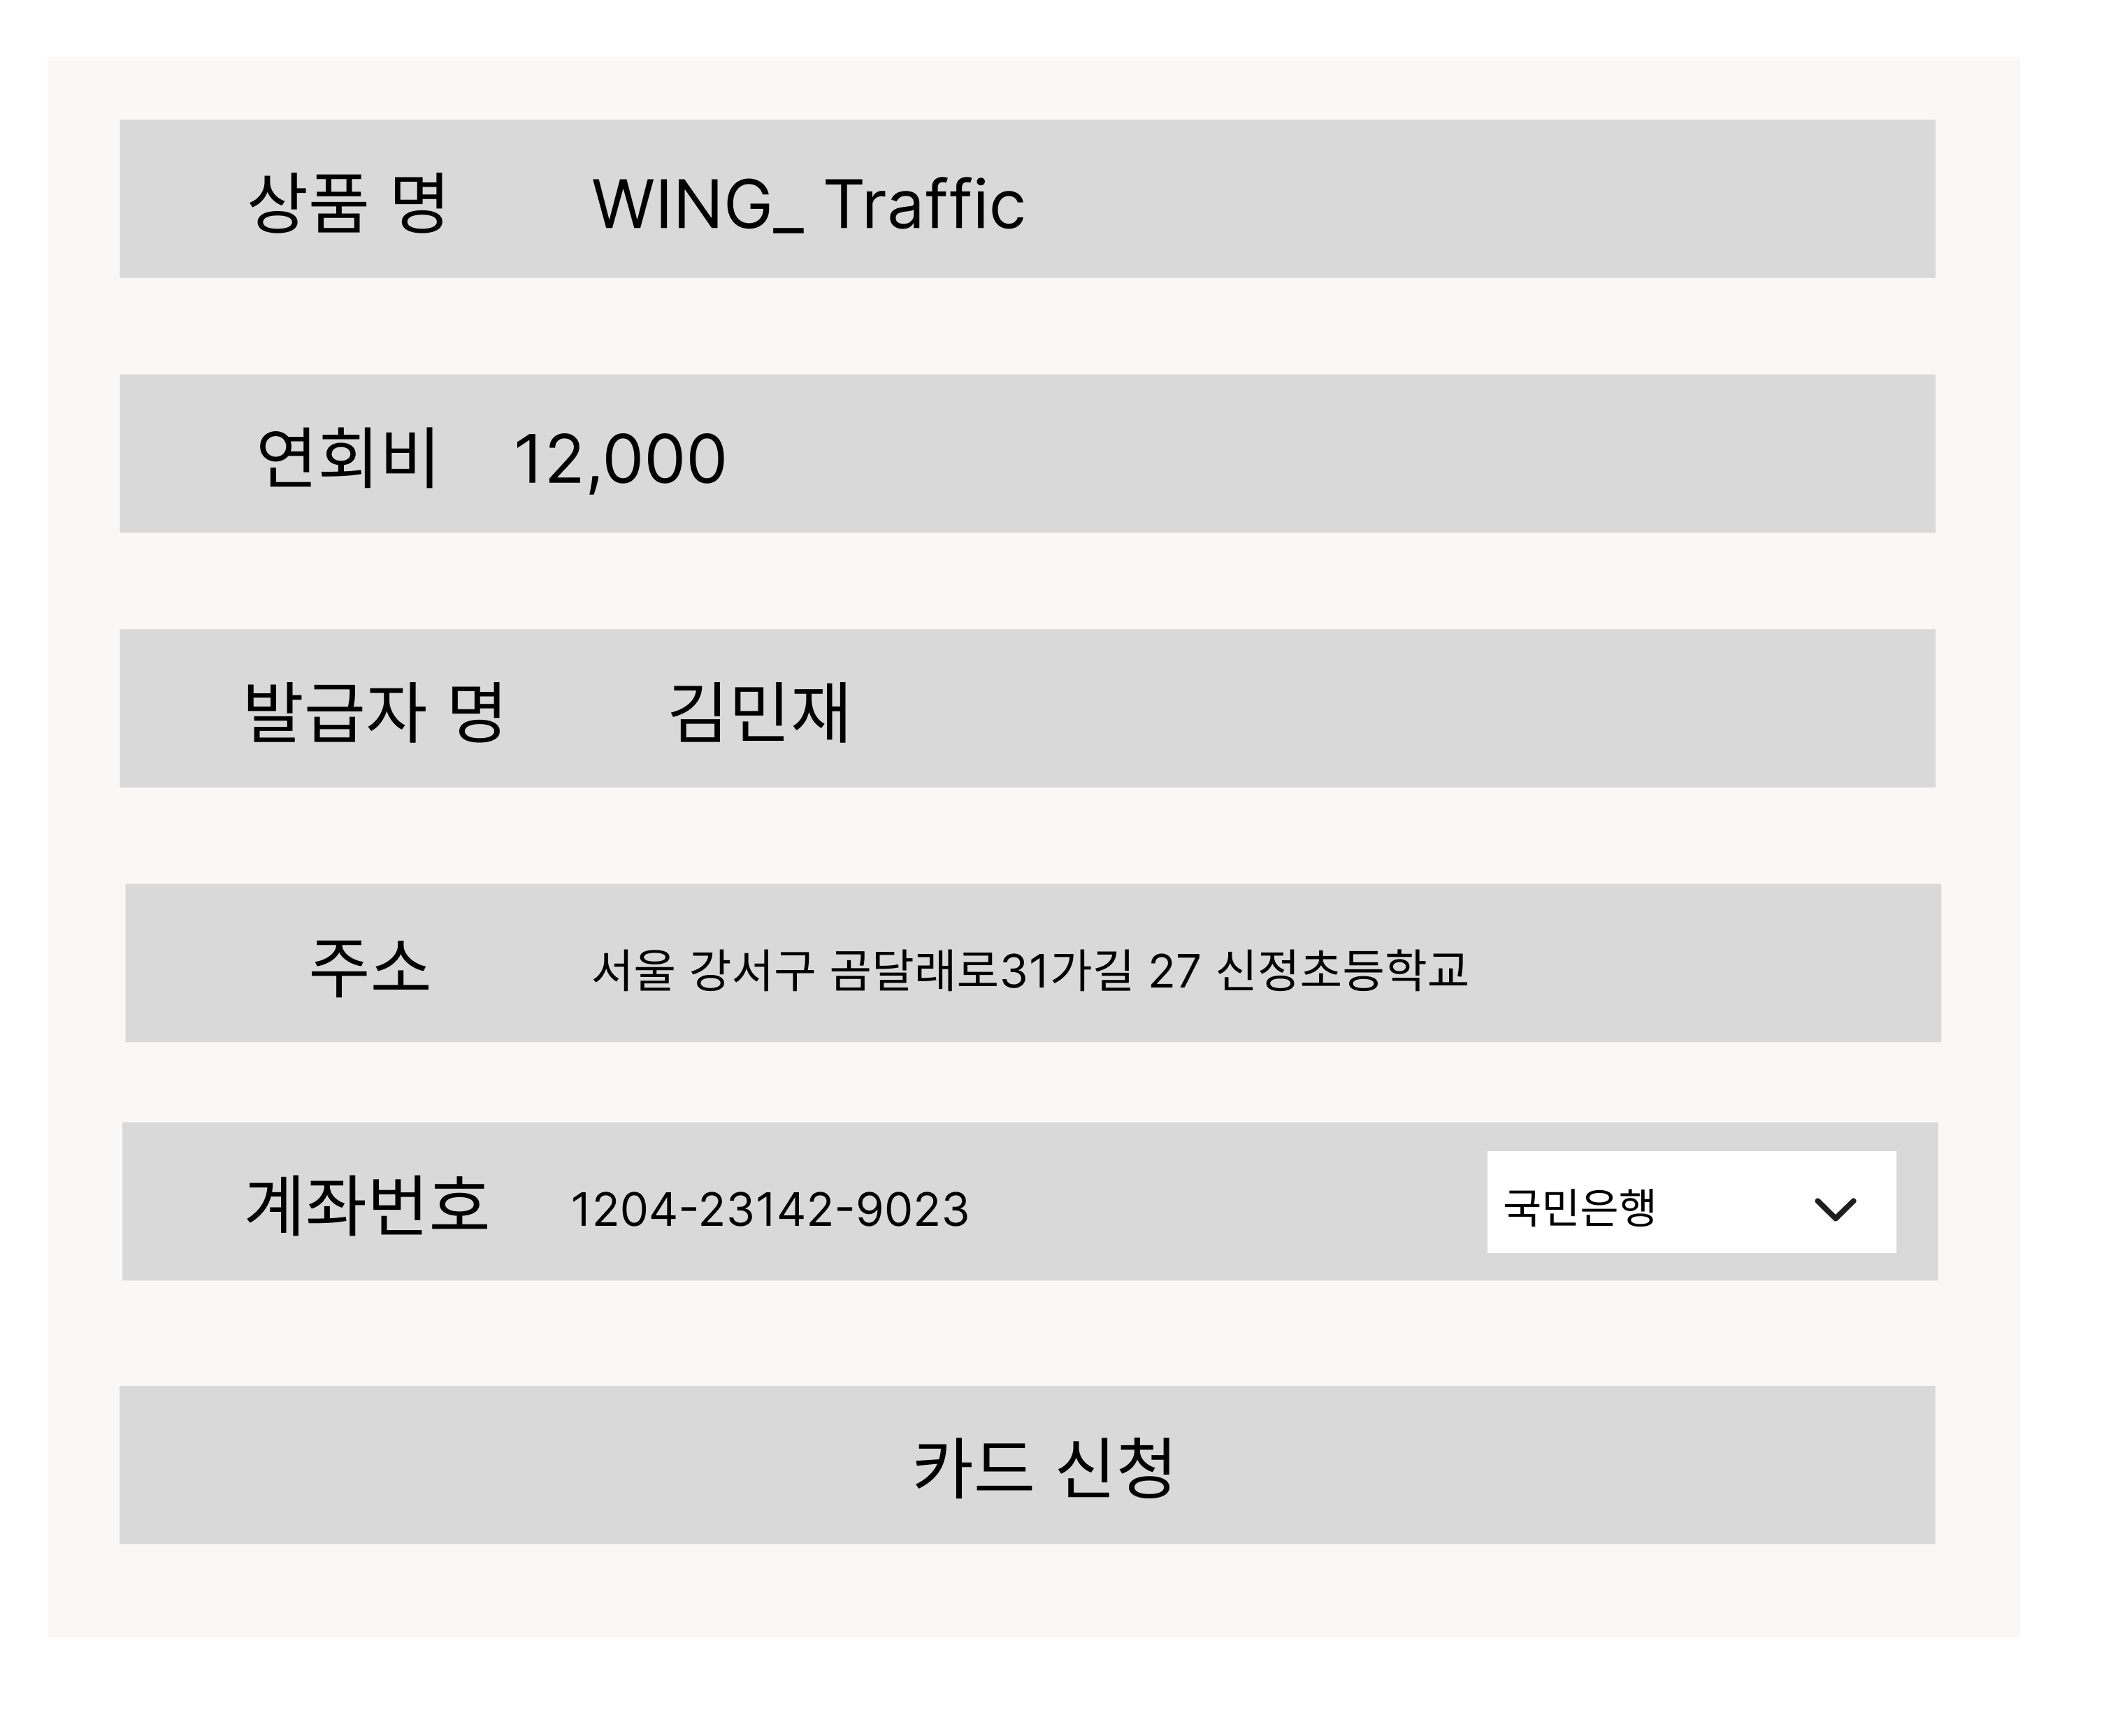 상품 명 WING_ Traffic
연회비 12,000
발급자 명 김민재
주소 서울 강서구 곰달래로31가길 27 신정초등학교
계좌번호 1204-23142-9023 국민은행
카드 신청